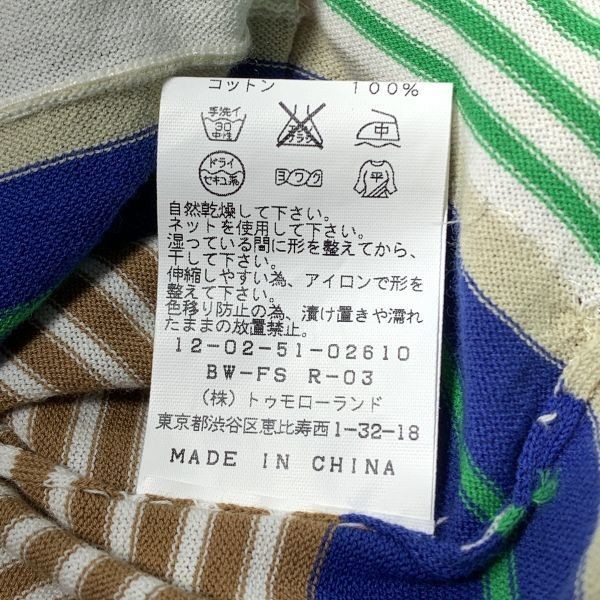 コットン 100%
手洗イ 30 中性
エンソ サラシ
中
ドライ セキユ系
ヨワク
平
自然乾燥して下さい。
ネットを使用して下さい。
湿っている間に形を整えてから、
干して下さい。
伸縮しやすい為、アイロンで形を
整えて下さい。
色移り防止の為、漬け置きや濡れ
たままの放置禁止。
12-02-51-02610
BW-FS R-03
(株)トゥモローランド
東京都渋谷区恵比寿西1-32-18
MADE IN CHINA